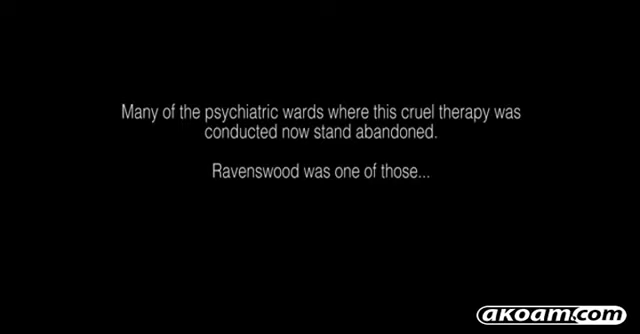 Many of the psychiatric wards where this cruel therapy was
conducted now stand abandoned.
Ravenswood was one of those...
akoam.com